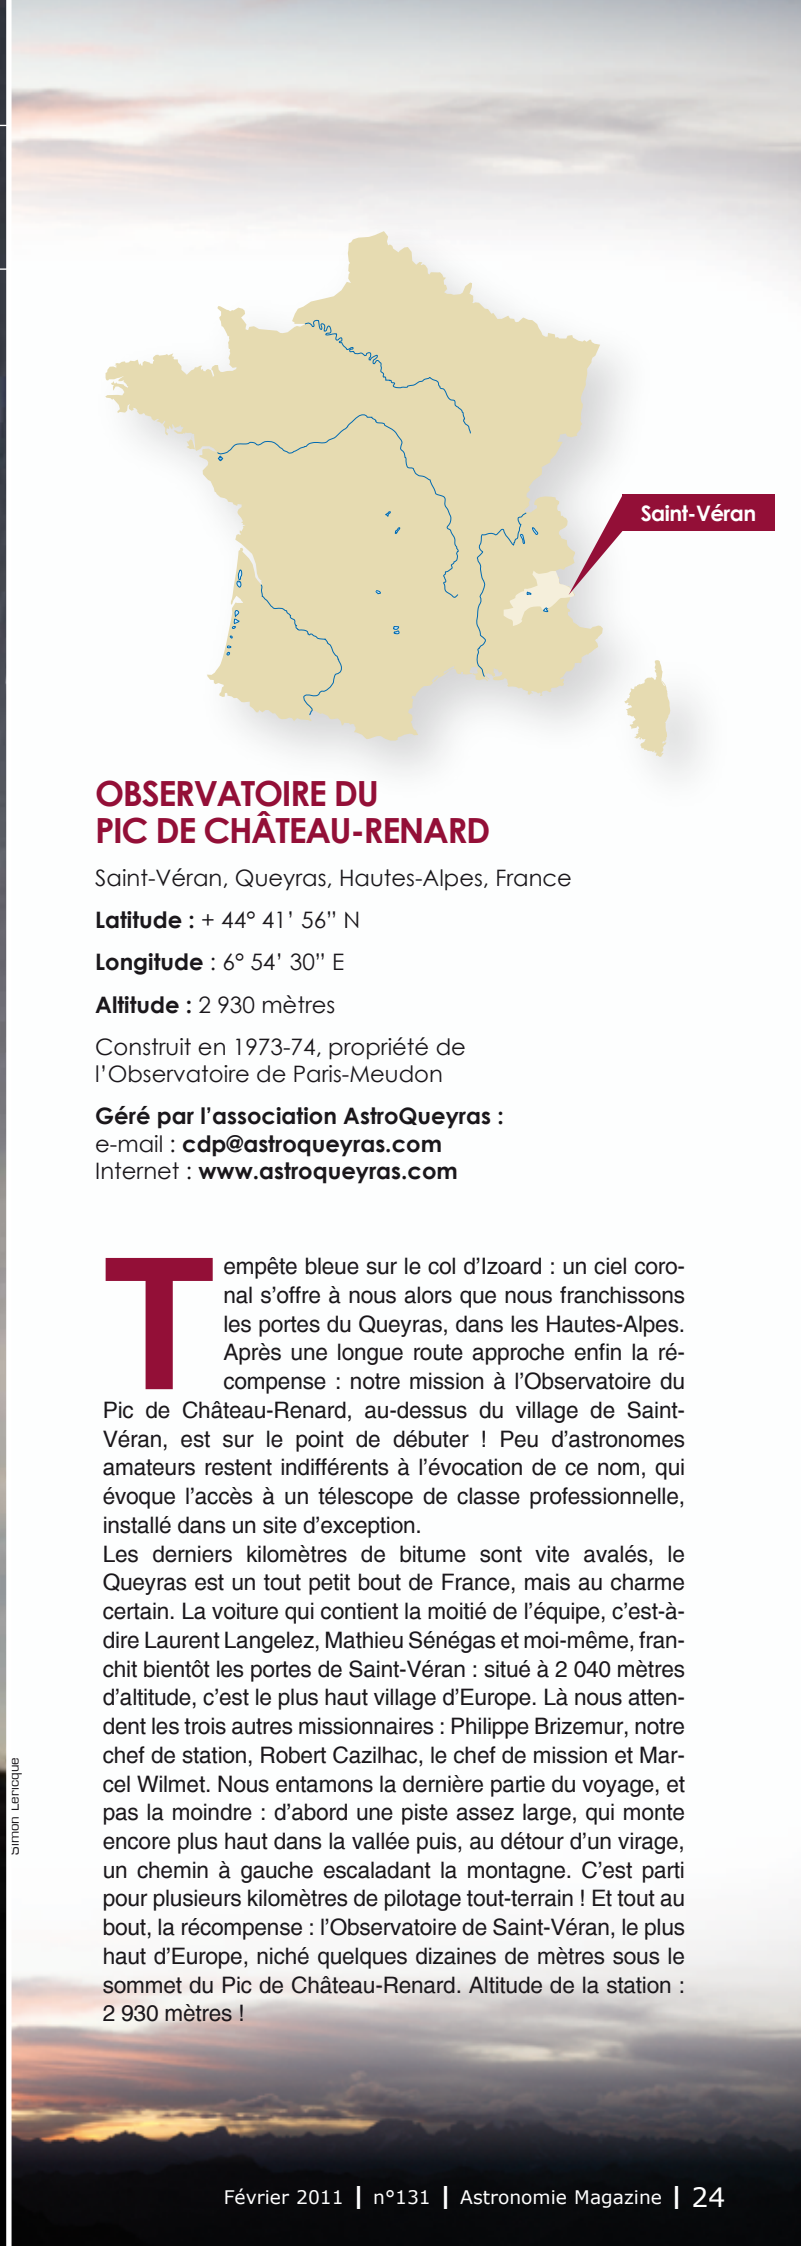 Saint-Véran
OBSERVATOIRE DU
PIC DE CHÂTEAU-RENARD
Saint-Véran, Queyras, Hautes-Alpes, France
Latitude : + 44° 41’ 56’’ N
Longitude : 6° 54’ 30’’ E
Altitude : 2 930 mètres
Construit en 1973-74, propriété de
l’Observatoire de Paris-Meudon
Géré par l’association AstroQueyras :
e-mail : cdp@astroqueyras.com
Internet : www.astroqueyras.com
Tempête bleue sur le col d’Izoard : un ciel coro-
nal s’offre à nous alors que nous franchissons
les portes du Queyras, dans les Hautes-Alpes.
Après une longue route approche enfin la ré-
compense : notre mission à l’Observatoire du
Pic de Château-Renard, au-dessus du village de Saint-
Véran, est sur le point de débuter ! Peu d’astronomes
amateurs restent indifférents à l’évocation de ce nom, qui
évoque l’accès à un télescope de classe professionnelle,
installé dans un site d’exception.
Les derniers kilomètres de bitume sont vite avalés, le
Queyras est un tout petit bout de France, mais au charme
certain. La voiture qui contient la moitié de l’équipe, c’est-à-
dire Laurent Langelez, Mathieu Sénégas et moi-même, fran-
chit bientôt les portes de Saint-Véran : situé à 2 040 mètres
d’altitude, c’est le plus haut village d’Europe. Là nous atten-
dent les trois autres missionnaires : Philippe Brizemur, notre
chef de station, Robert Cazilhac, le chef de mission et Mar-
cel Wilmet. Nous entamons la dernière partie du voyage, et
pas la moindre : d’abord une piste assez large, qui monte
encore plus haut dans la vallée puis, au détour d’un virage,
un chemin à gauche escaladant la montagne. C’est parti
pour plusieurs kilomètres de pilotage tout-terrain ! Et tout au
bout, la récompense : l’Observatoire de Saint-Véran, le plus
haut d’Europe, niché quelques dizaines de mètres sous le
sommet du Pic de Château-Renard. Altitude de la station :
2 930 mètres !
Simon Lericque
Février 2011 | n°131 | Astronomie Magazine | 24